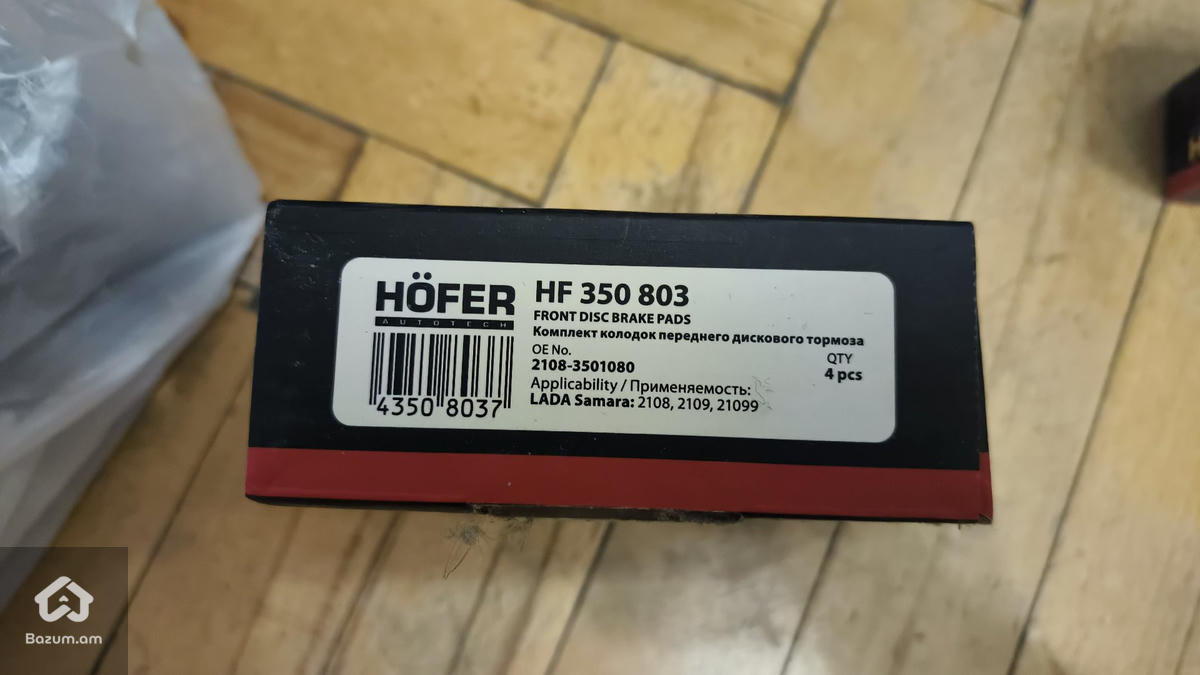 HÖFER
AUTOTECH
4350 8037
HF 350 803
FRONT DISC BRAKE PADS
Комплект колодок переднего дискового тормоза
OE No.
2108-3501080
QTY
4 pcs
Applicability / Применяемость:
LADA Samara: 2108, 2109, 21099
Bazum.am